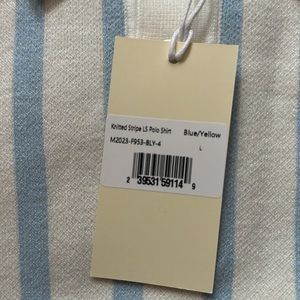 Knitted Stripe LS Polo Shirt Blue/Yellow
M2023-F953-BLY-4 L
2 39531 59114 9